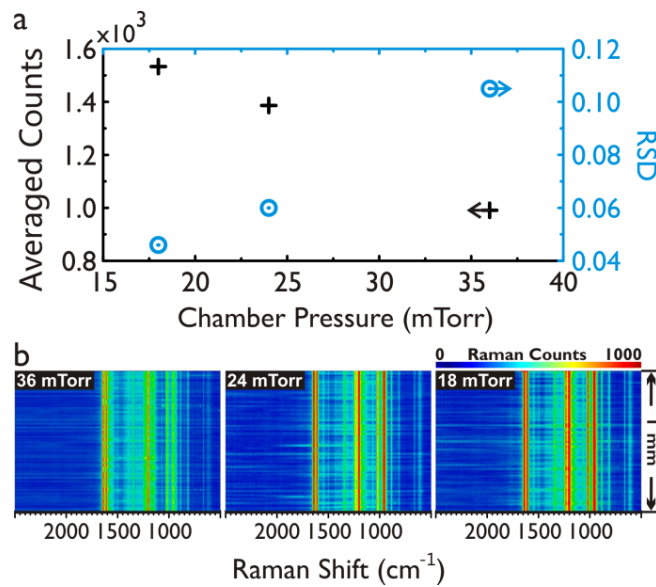 a
×10³
1.6
1.4
1.2
1.0
0.8
Averaged Counts
0.12
0.10
0.08
0.06
0.04
RSD
15 20 25 30 35 40
Chamber Pressure (mTorr)
b
0 Raman Counts 1000
36 mTorr 24 mTorr 18 mTorr
1 mm
2000 1500 1000 2000 1500 1000 2000 1500 1000
Raman Shift (cm⁻¹)